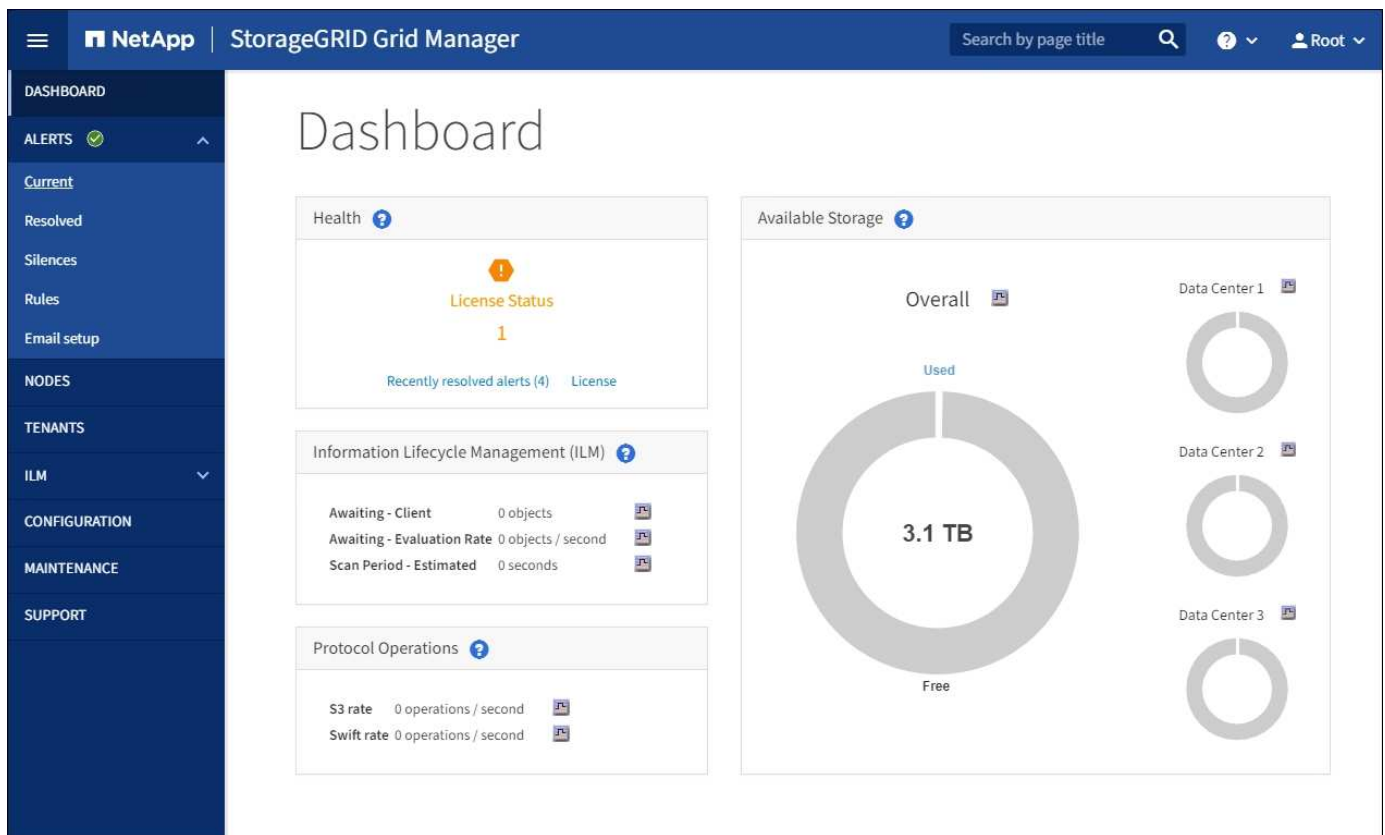 NetApp | StorageGRID Grid Manager
Search by page title
Root
DASHBOARD
ALERTS
Current
Resolved
Silences
Rules
Email setup
NODES
TENANTS
ILM
CONFIGURATION
MAINTENANCE
SUPPORT
Dashboard
Health
License Status
1
Recently resolved alerts (4) License
Information Lifecycle Management (ILM)
Awaiting - Client 0 objects
Awaiting - Evaluation Rate 0 objects / second
Scan Period - Estimated 0 seconds
Protocol Operations
S3 rate 0 operations / second
Swift rate 0 operations / second
Available Storage
Overall
Used
3.1 TB
Free
Data Center 1
Data Center 2
Data Center 3